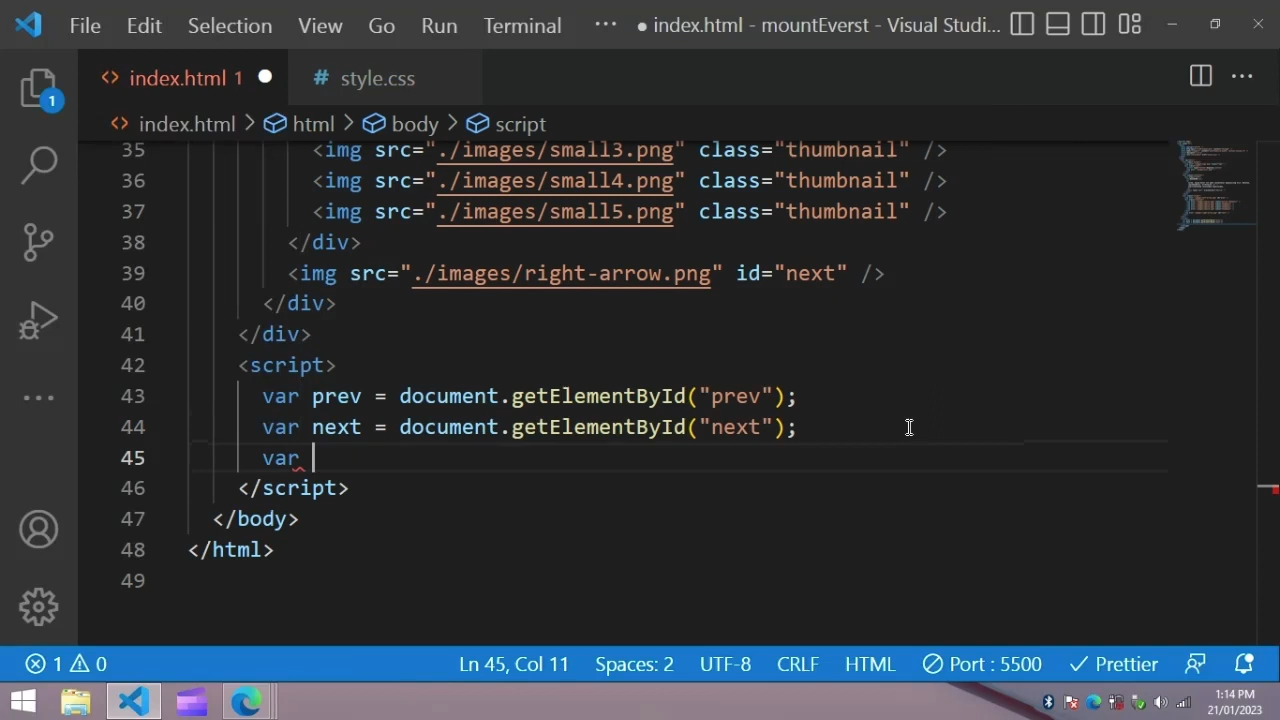 File Edit Selection View Go Run Terminal ··· ● index.html - mountEverst - Visual Studi...
<> index.html 1 ● # style.css
<> index.html > html > body > script
35 <img src="./images/small3.png" class="thumbnail" />
36 <img src="./images/small4.png" class="thumbnail" />
37 <img src="./images/small5.png" class="thumbnail" />
38 </div>
39 <img src="./images/right-arrow.png" id="next" />
40 </div>
41 </div>
42 <script>
43 var prev = document.getElementById("prev");
44 var next = document.getElementById("next");
45 var
46 </script>
47 </body>
48 </html>
49
1
1 0 Ln 45, Col 11 Spaces: 2 UTF-8 CRLF HTML Port : 5500 Prettier
1:14 PM
21/01/2023